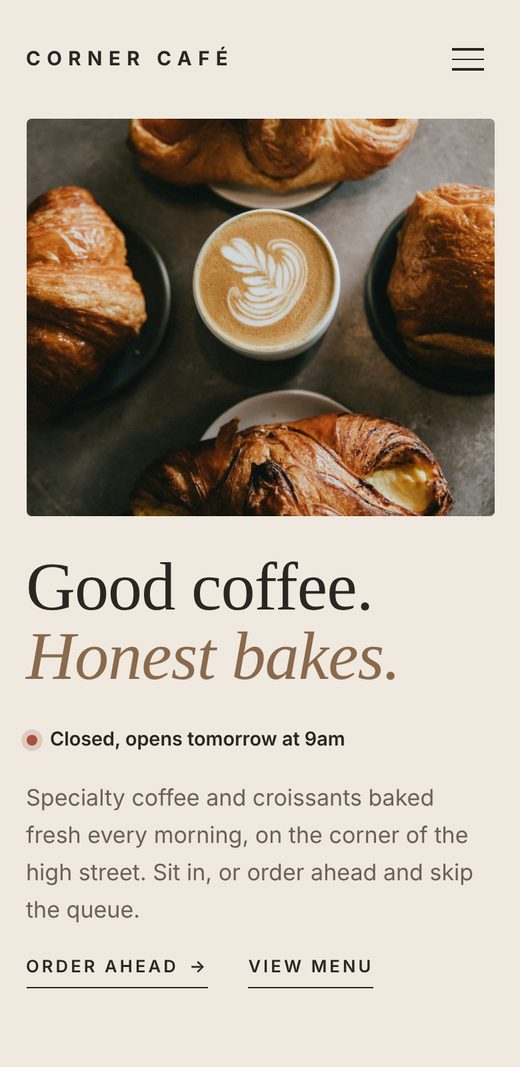 CORNER CAFÉ
Good coffee.
Honest bakes.
Closed, opens tomorrow at 9am
Specialty coffee and croissants baked
fresh every morning, on the corner of the
high street. Sit in, or order ahead and skip
the queue.
ORDER AHEAD →
VIEW MENU